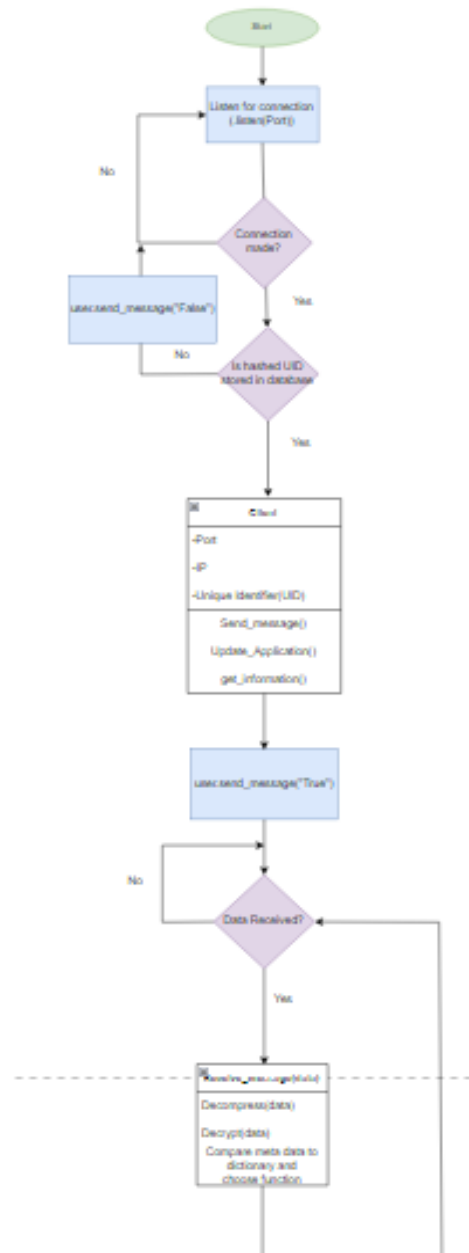 Start
Listen for connection
(.listen(Port))
No
Connection
made?
Yes
user.send_message("False")
No
Is hashed UID
stored in database
Yes
Client
-Port
-IP
-Unique Identifier(UID)
Send_message()
Update_Application()
get_information()
user.send_message("True")
No
Data Received?
Yes
Receive_message(data)
Decompress(data)
Decrypt(data)
Compare meta data to
dictionary and
choose function